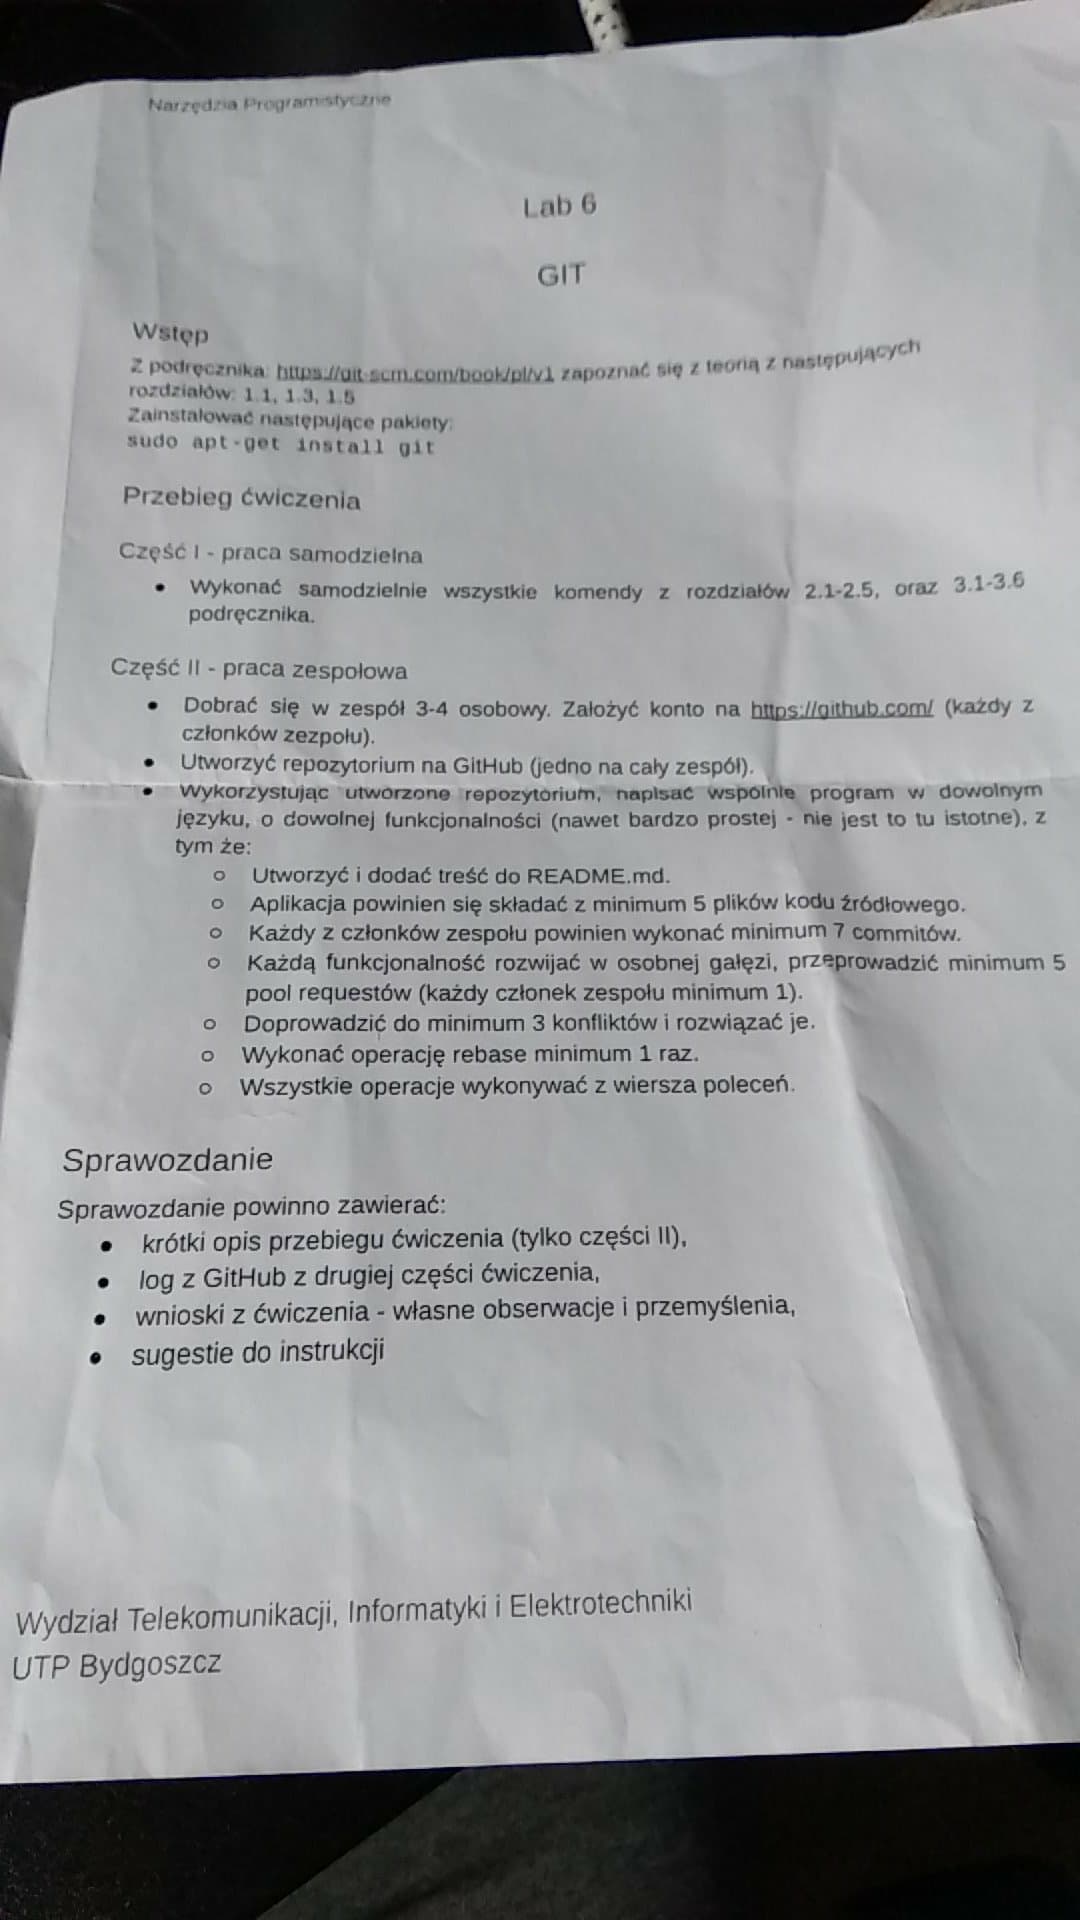 Narzędzia Programistyczne
Lab 6
GIT
Wstęp
Z podręcznika: https://git-scm.com/book/pl/v1 zapoznać się z teorią z następujących
rozdziałów: 1.1, 1.3, 1.5
Zainstalować następujące pakiety:
sudo apt-get install git
Przebieg ćwiczenia
Część I - praca samodzielna
• Wykonać samodzielnie wszystkie komendy z rozdziałów 2.1-2.5, oraz 3.1-3.6
podręcznika.
Część II - praca zespołowa
• Dobrać się w zespół 3-4 osobowy. Założyć konto na https://github.com/ (każdy z
członków zezpołu).
• Utworzyć repozytorium na GitHub (jedno na cały zespół).
• Wykorzystując utworzone repozytorium, napisać wspólnie program w dowolnym
języku, o dowolnej funkcjonalności (nawet bardzo prostej - nie jest to tu istotne), z
tym że:
o Utworzyć i dodać treść do README.md.
o Aplikacja powinien się składać z minimum 5 plików kodu źródłowego.
o Każdy z członków zespołu powinien wykonać minimum 7 commitów.
o Każdą funkcjonalność rozwijać w osobnej gałęzi, przeprowadzić minimum 5
pool requestów (każdy członek zespołu minimum 1).
o Doprowadzić do minimum 3 konfliktów i rozwiązać je.
o Wykonać operację rebase minimum 1 raz.
o Wszystkie operacje wykonywać z wiersza poleceń.
Sprawozdanie
Sprawozdanie powinno zawierać:
• krótki opis przebiegu ćwiczenia (tylko części II),
• log z GitHub z drugiej części ćwiczenia,
• wnioski z ćwiczenia - własne obserwacje i przemyślenia,
• sugestie do instrukcji
Wydział Telekomunikacji, Informatyki i Elektrotechniki
UTP Bydgoszcz